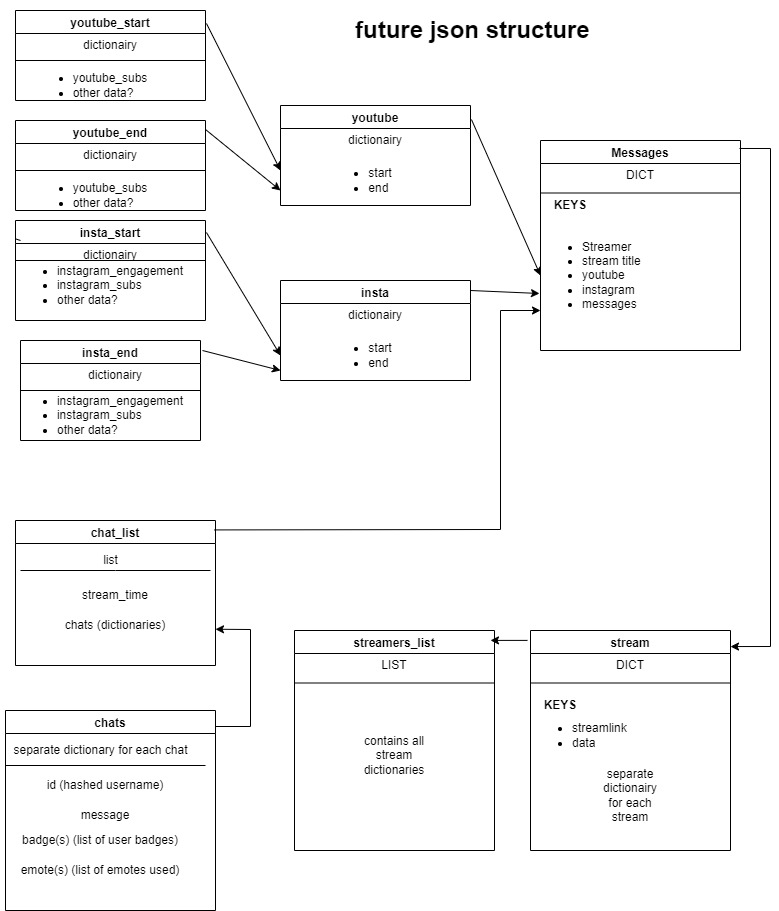 future json structure
youtube_start
dictionairy
youtube_subs
other data?
youtube_end
dictionairy
youtube_subs
other data?
insta_start
dictionairy
instagram_engagement
instagram_subs
other data?
insta_end
dictionairy
instagram_engagement
instagram_subs
other data?
youtube
dictionairy
start
end
insta
dictionairy
start
end
Messages
DICT
KEYS
Streamer
stream title
youtube
instagram
messages
chat_list
list
stream_time
chats (dictionaries)
chats
separate dictionary for each chat
id (hashed username)
message
badge(s) (list of user badges)
emote(s) (list of emotes used)
streamers_list
LIST
contains all
stream
dictionaries
stream
DICT
KEYS
streamlink
data
separate
dictionairy
for each
stream